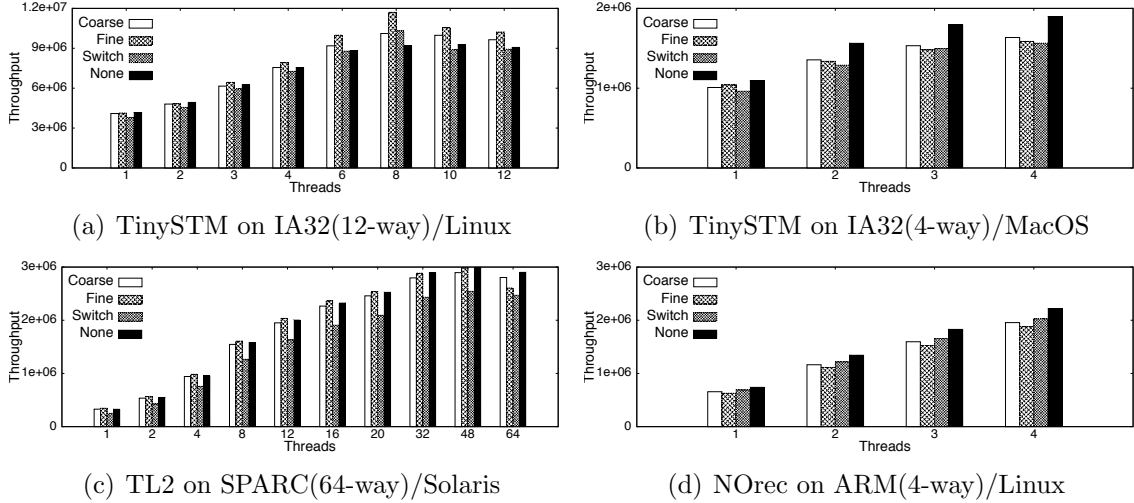 1.2e+07
9e+06
6e+06
3e+06
0
Throughput
Coarse
Fine
Switch
None
1 2 3 4 6 8 10 12
Threads
(a) TinySTM on IA32(12-way)/Linux
2e+06
1e+06
0
Throughput
Coarse
Fine
Switch
None
1 2 3 4
Threads
(b) TinySTM on IA32(4-way)/MacOS
3e+06
2e+06
1e+06
0
Throughput
Coarse
Fine
Switch
None
1 2 4 8 12 16 20 32 48 64
Threads
(c) TL2 on SPARC(64-way)/Solaris
3e+06
2e+06
1e+06
0
Throughput
Coarse
Fine
Switch
None
1 2 3 4
Threads
(d) NOrec on ARM(4-way)/Linux